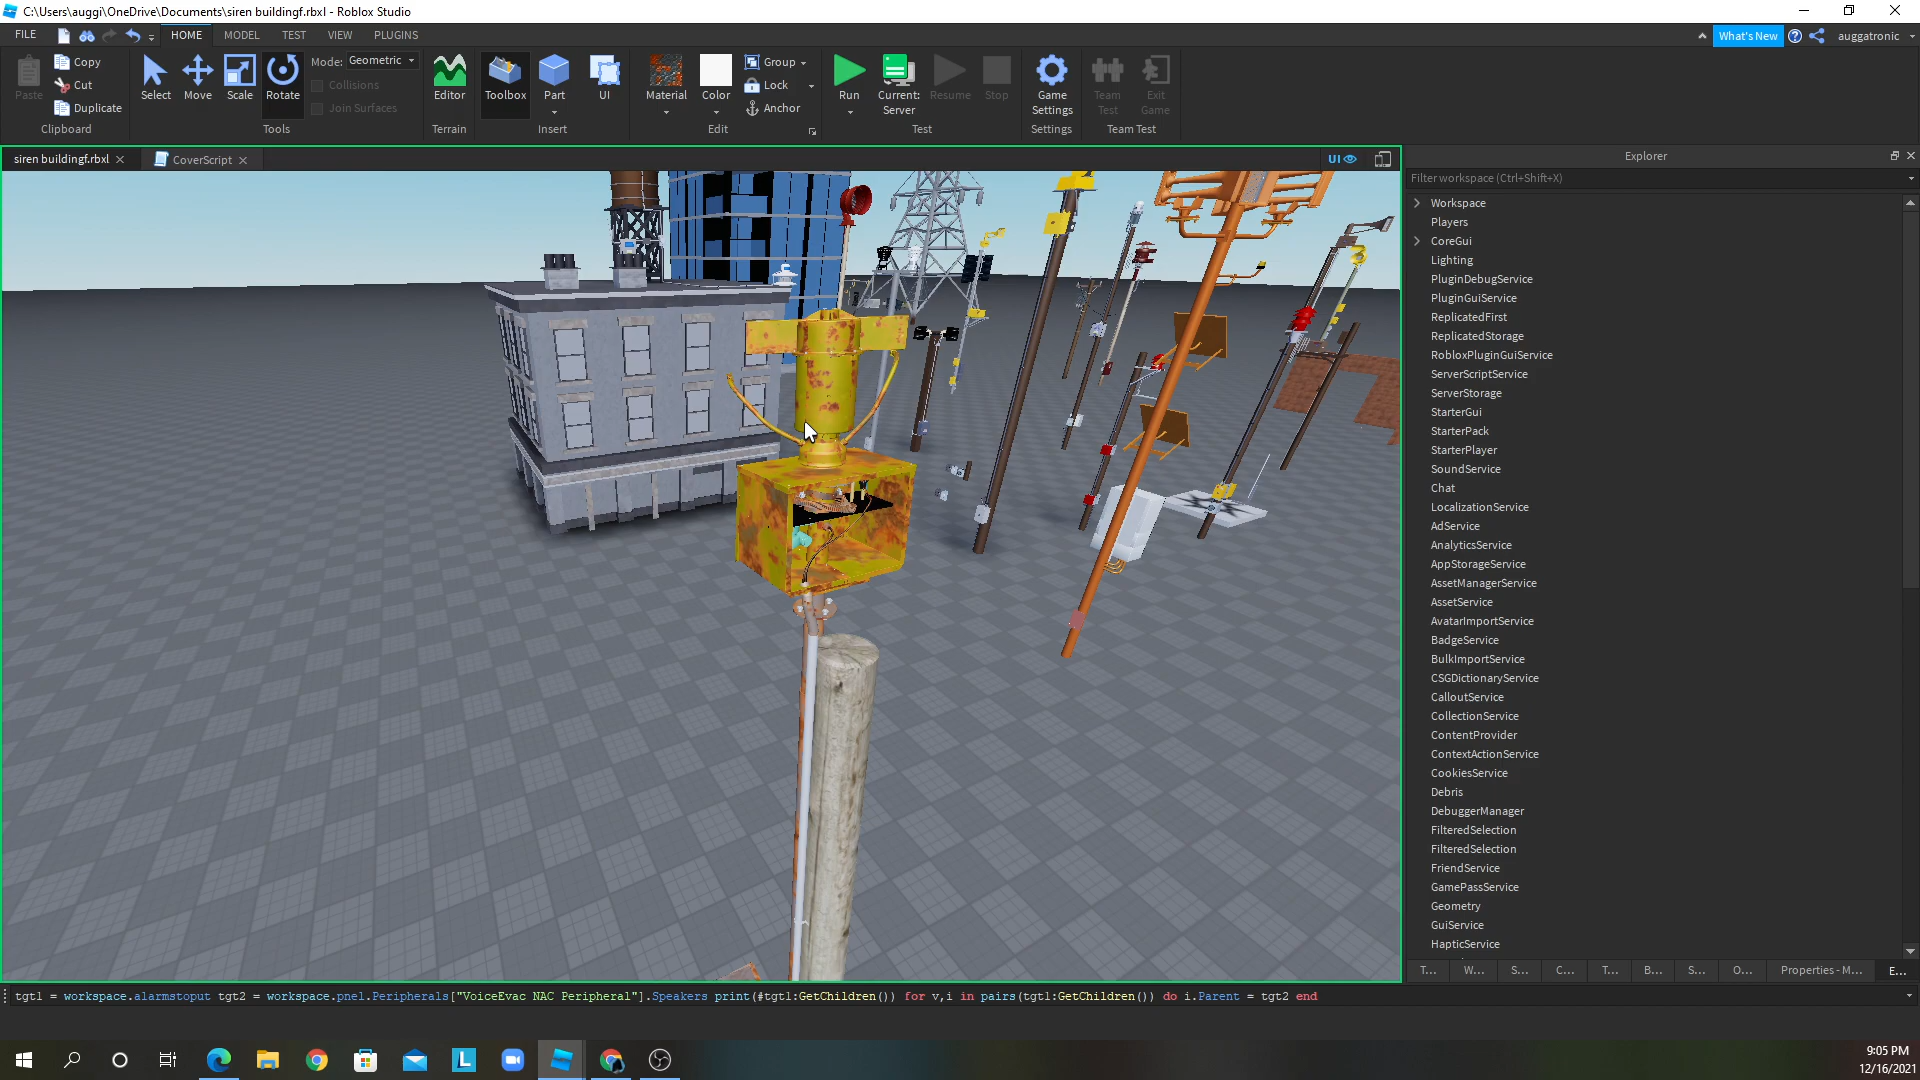 C:\Users\auggi\OneDrive\Documents\siren buildingf.rbxl - Roblox Studio
FILE HOME MODEL TEST VIEW PLUGINS What's New auggatronic
Paste Copy Cut Duplicate Clipboard
Select Move Scale Rotate Mode: Geometric Collisions Join Surfaces Tools
Editor Terrain
Toolbox Part UI Insert
Material Color Group Lock Anchor Edit
Run Current: Server Resume Stop Test
Game Settings Settings
Team Test Exit Game Team Test
siren buildingf.rbxl CoverScript UI
Explorer
Filter workspace (Ctrl+Shift+X)
Workspace
Players
CoreGui
Lighting
PluginDebugService
PluginGuiService
ReplicatedFirst
ReplicatedStorage
RobloxPluginGuiService
ServerScriptService
ServerStorage
StarterGui
StarterPack
StarterPlayer
SoundService
Chat
LocalizationService
AdService
AnalyticsService
AppStorageService
AssetManagerService
AssetService
AvatarImportService
BadgeService
BulkImportService
CSGDictionaryService
CalloutService
CollectionService
ContentProvider
ContextActionService
CookiesService
Debris
DebuggerManager
FilteredSelection
FilteredSelection
FriendService
GamePassService
Geometry
GuiService
HapticService
T... W... S... C... T... B... S... O... Properties - M... E...
tgt1 = workspace.alarmstoput tgt2 = workspace.pnel.Peripherals["VoiceEvac NAC Peripheral"].Speakers print(#tgt1:GetChildren()) for v,i in pairs(tgt1:GetChildren()) do i.Parent = tgt2 end
L
9:05 PM
12/16/2021